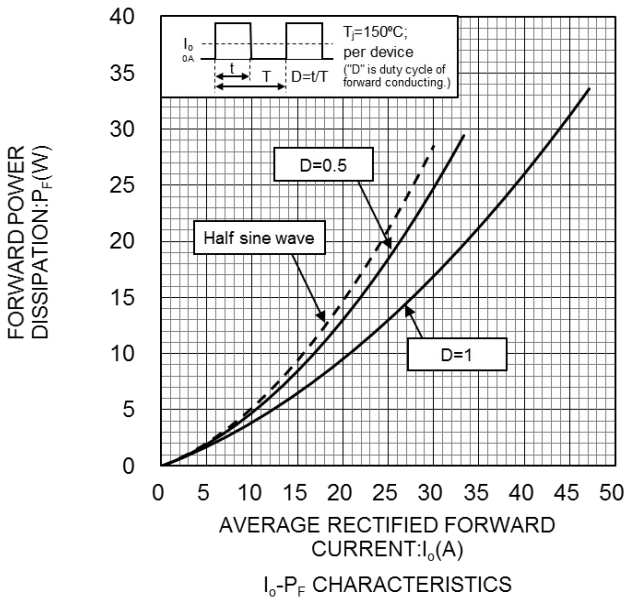 40
35
30
25
20
15
10
5
0
FORWARD POWER
DISSIPATION:PF(W)
Io
0A
t
T
D=t/T
Tj=150ºC;
per device
("D" is duty cycle of
forward conducting.)
D=0.5
Half sine wave
D=1
0 5 10 15 20 25 30 35 40 45 50
AVERAGE RECTIFIED FORWARD
CURRENT:Io(A)
Io-PF CHARACTERISTICS